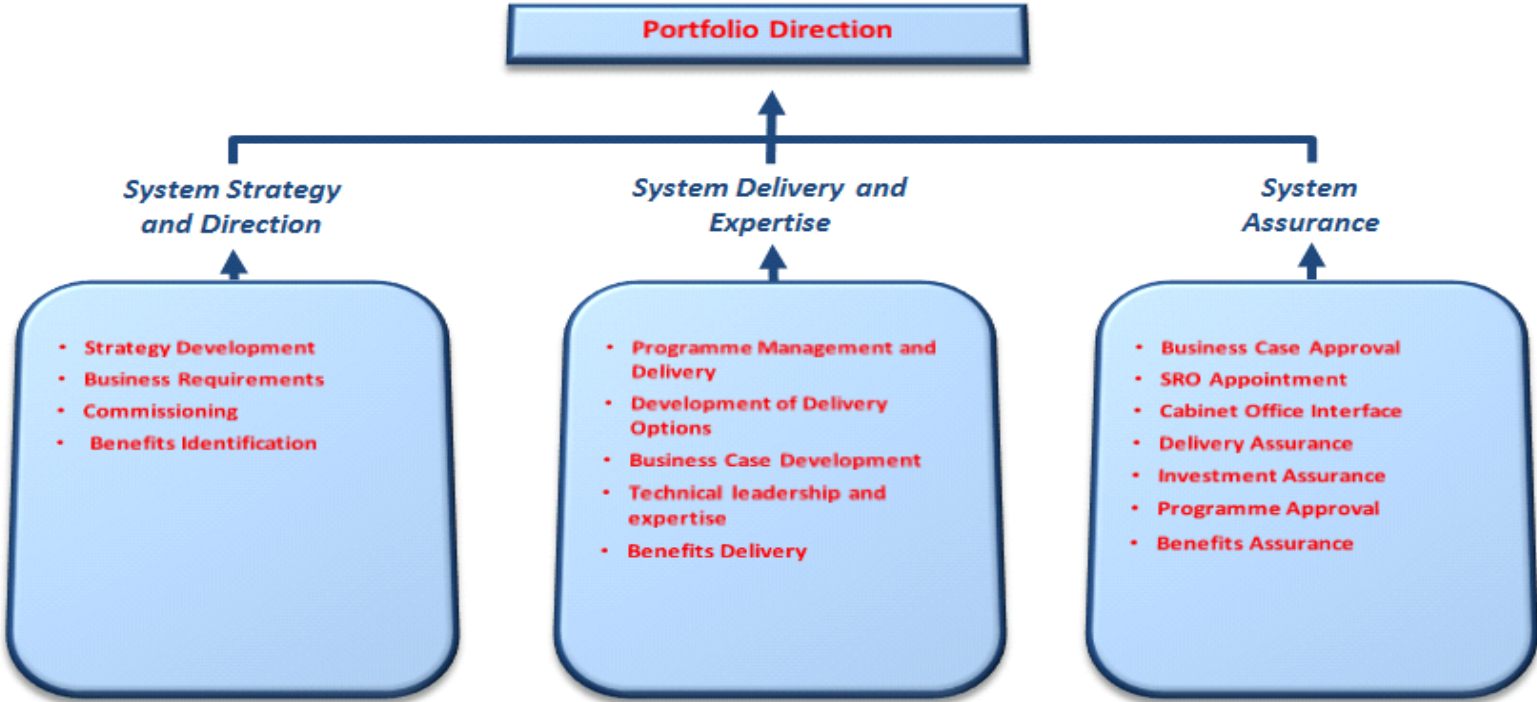 Portfolio Direction
System Strategy
and Direction
System Delivery and
Expertise
System
Assurance
• Strategy Development
• Business Requirements
• Commissioning
• Benefits Identification
• Programme Management and
Delivery
• Development of Delivery
Options
• Business Case Development
• Technical leadership and
expertise
• Benefits Delivery
• Business Case Approval
• SRO Appointment
• Cabinet Office Interface
• Delivery Assurance
• Investment Assurance
• Programme Approval
• Benefits Assurance